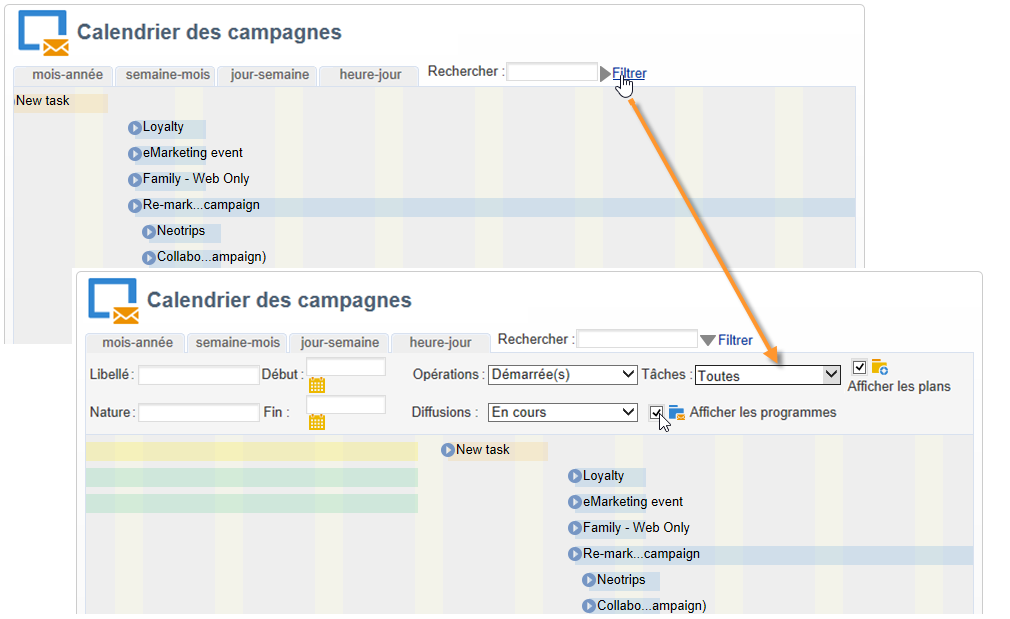 Calendrier des campagnes
mois-année semaine-mois jour-semaine heure-jour Rechercher : Filtrer
New task
Loyalty
eMarketing event
Family - Web Only
Re-mark...campaign
Neotrips
Collabo...ampaign)
Calendrier des campagnes
mois-année semaine-mois jour-semaine heure-jour Rechercher : Filtrer
Libellé : Début : Opérations : Démarrée(s) Tâches : Toutes
Afficher les plans
Nature : Fin : Diffusions : En cours Afficher les programmes
New task
Loyalty
eMarketing event
Family - Web Only
Re-mark...campaign
Neotrips
Collabo...ampaign)